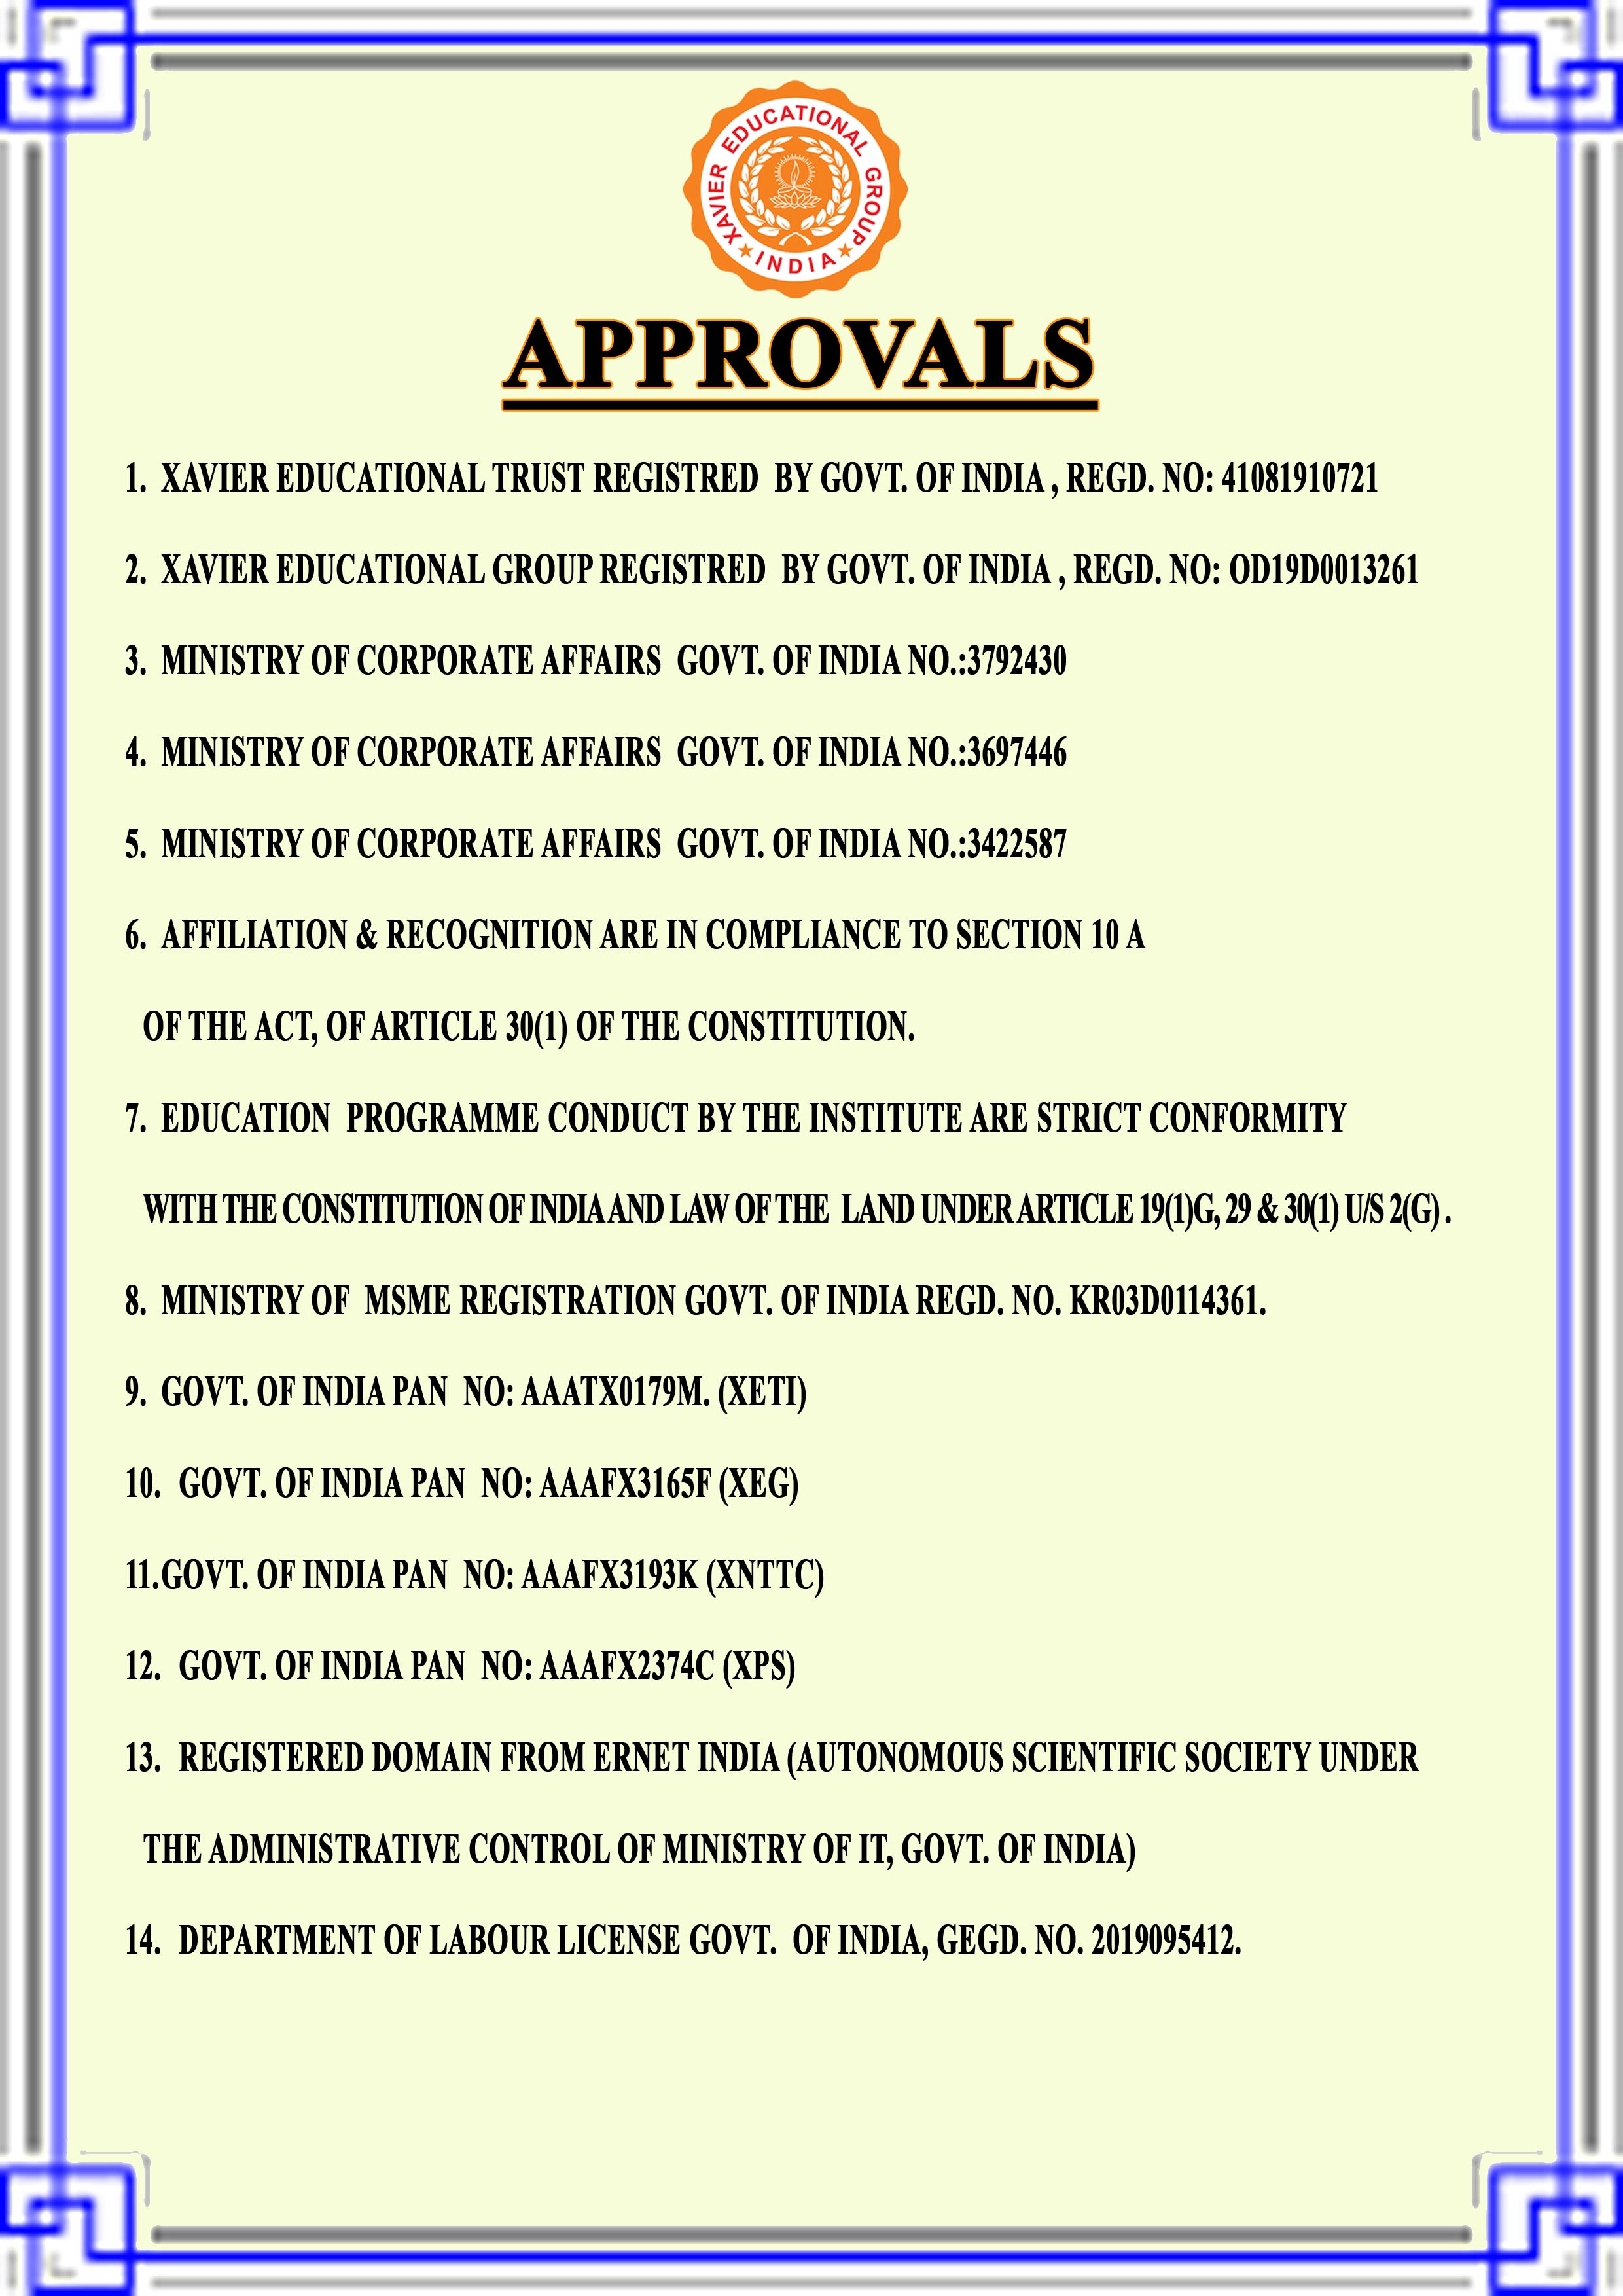 XAVIER EDUCATIONAL GROUP
INDIA
APPROVALS
1. XAVIER EDUCATIONAL TRUST REGISTRED BY GOVT. OF INDIA , REGD. NO: 41081910721
2. XAVIER EDUCATIONAL GROUP REGISTRED BY GOVT. OF INDIA , REGD. NO: OD19D0013261
3. MINISTRY OF CORPORATE AFFAIRS GOVT. OF INDIA NO.:3792430
4. MINISTRY OF CORPORATE AFFAIRS GOVT. OF INDIA NO.:3697446
5. MINISTRY OF CORPORATE AFFAIRS GOVT. OF INDIA NO.:3422587
6. AFFILIATION & RECOGNITION ARE IN COMPLIANCE TO SECTION 10 A
OF THE ACT, OF ARTICLE 30(1) OF THE CONSTITUTION.
7. EDUCATION PROGRAMME CONDUCT BY THE INSTITUTE ARE STRICT CONFORMITY
WITH THE CONSTITUTION OF INDIA AND LAW OF THE LAND UNDER ARTICLE 19(1)G, 29 & 30(1) U/S 2(G) .
8. MINISTRY OF MSME REGISTRATION GOVT. OF INDIA REGD. NO. KR03D0114361.
9. GOVT. OF INDIA PAN NO: AAATX0179M. (XETI)
10. GOVT. OF INDIA PAN NO: AAAFX3165F (XEG)
11.GOVT. OF INDIA PAN NO: AAAFX3193K (XNTTC)
12. GOVT. OF INDIA PAN NO: AAAFX2374C (XPS)
13. REGISTERED DOMAIN FROM ERNET INDIA (AUTONOMOUS SCIENTIFIC SOCIETY UNDER
THE ADMINISTRATIVE CONTROL OF MINISTRY OF IT, GOVT. OF INDIA)
14. DEPARTMENT OF LABOUR LICENSE GOVT. OF INDIA, GEGD. NO. 2019095412.